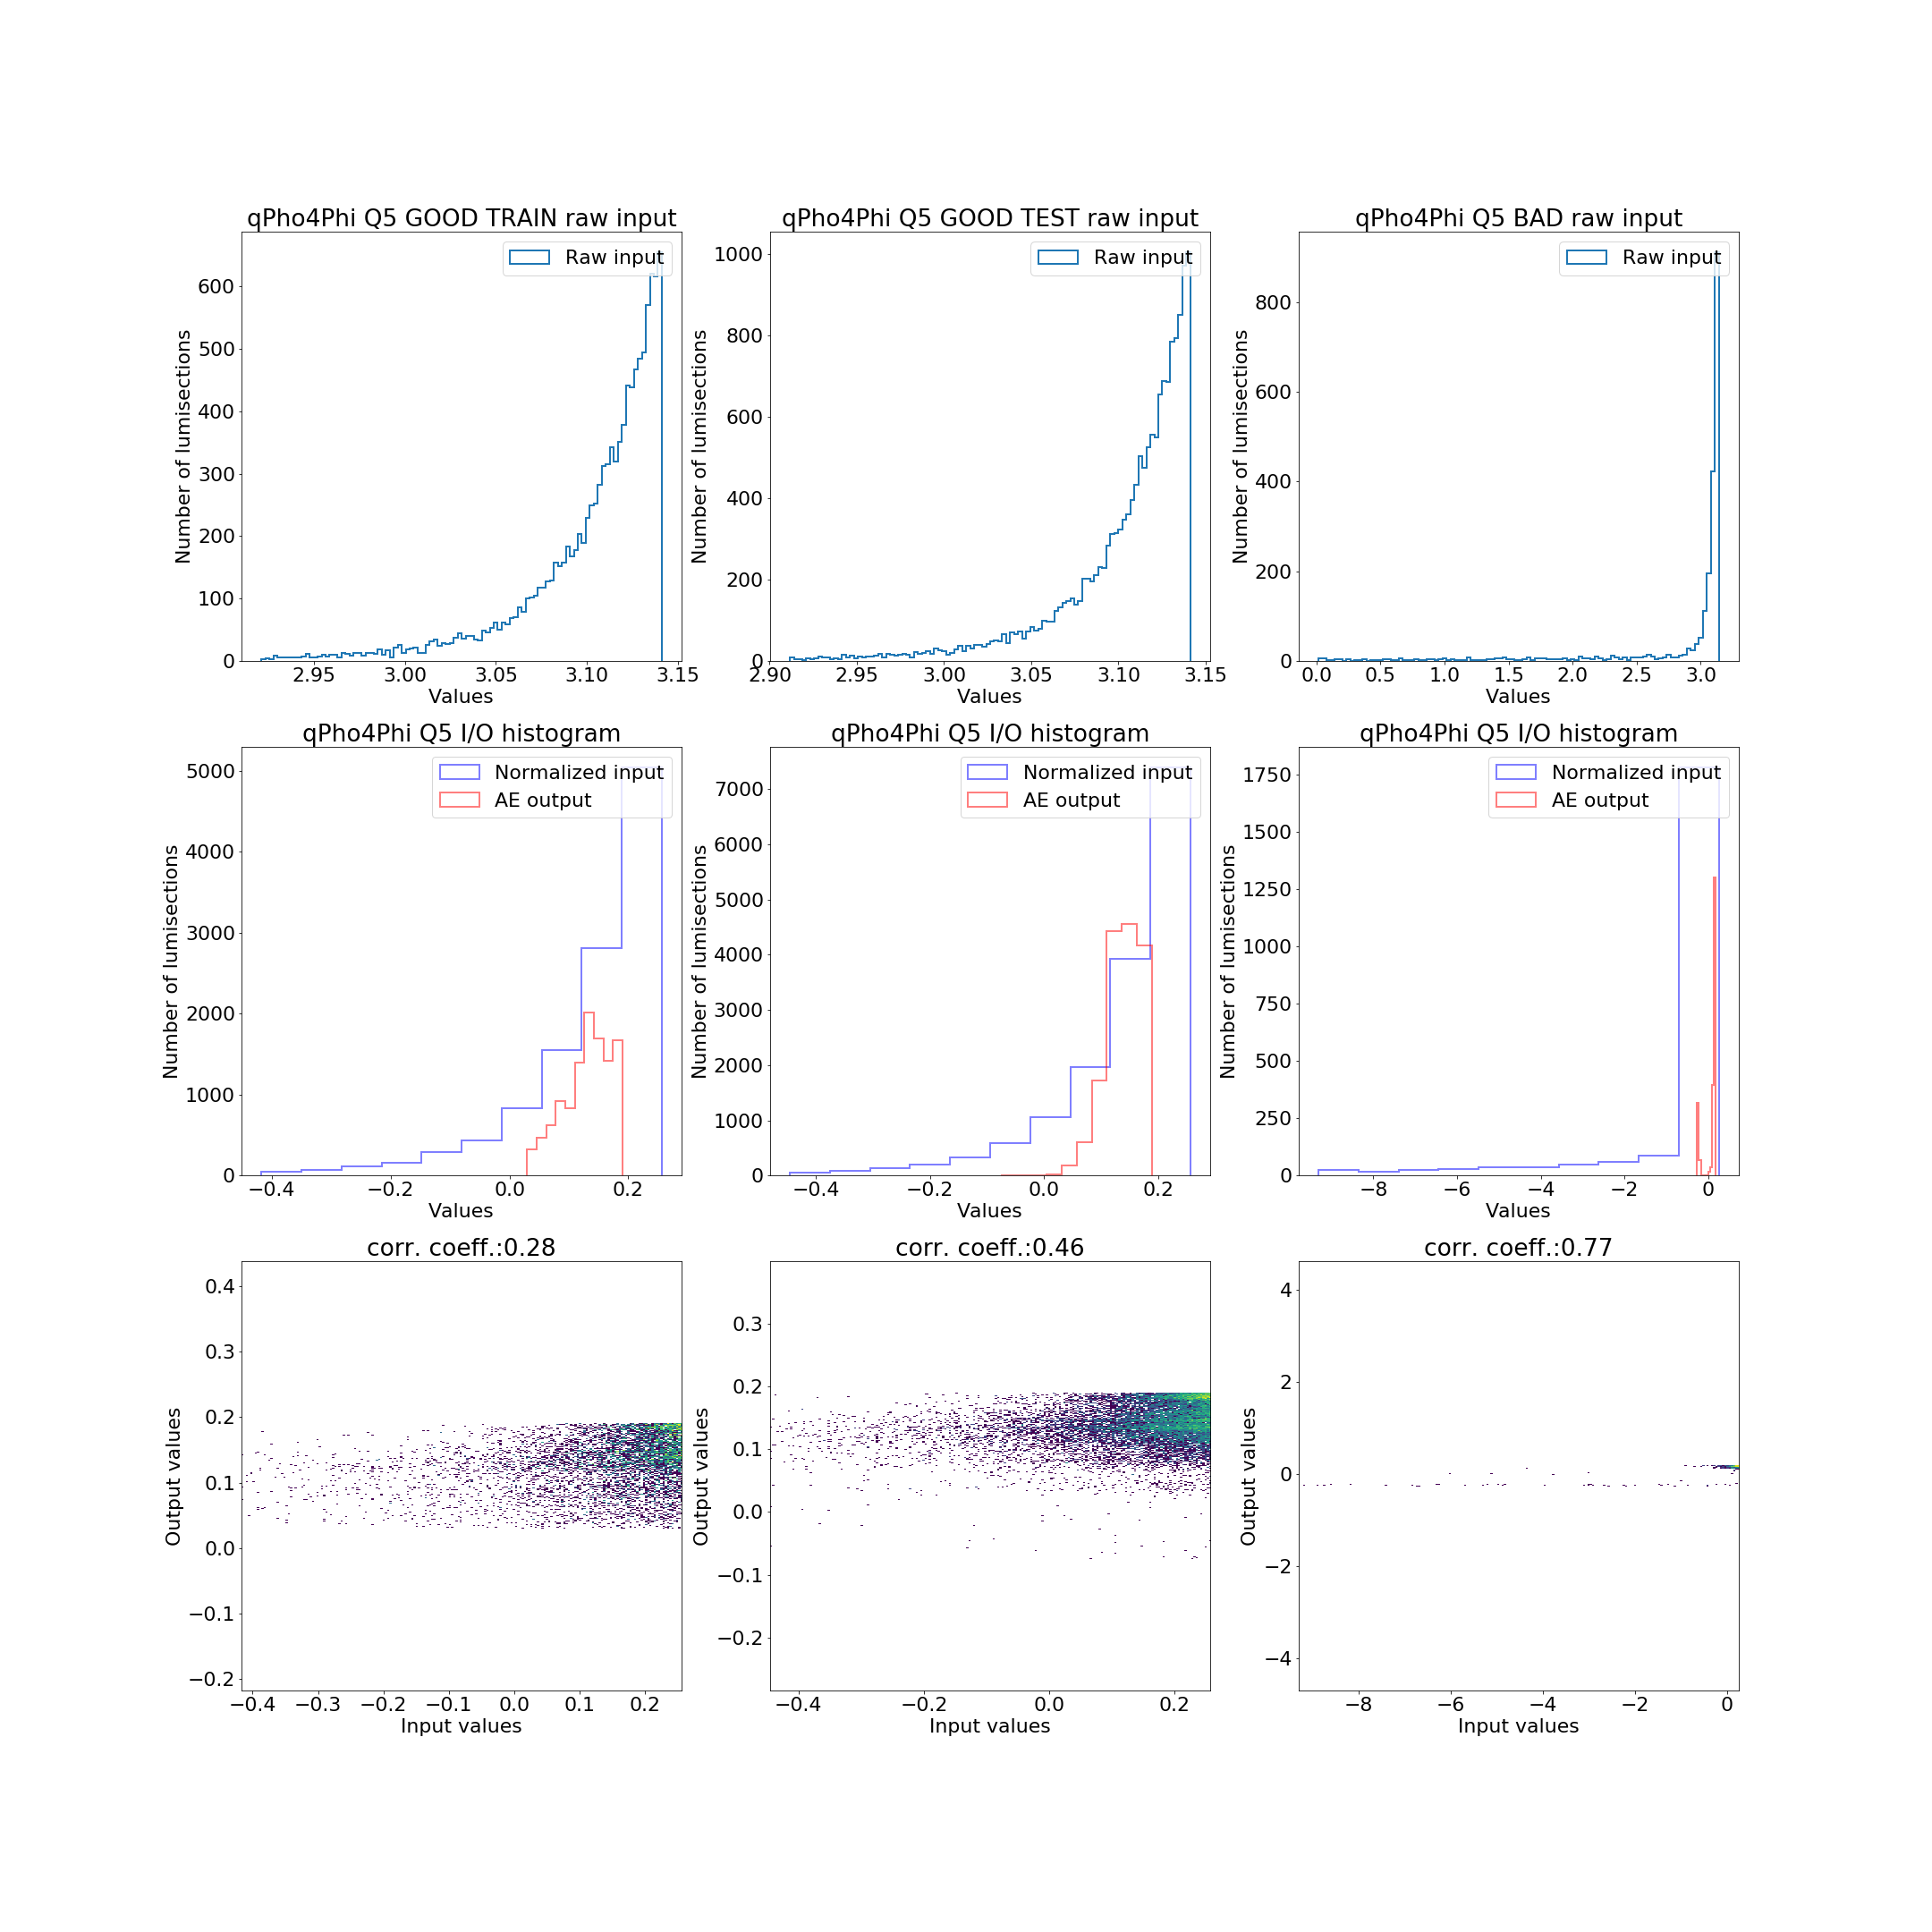 qPho4Phi Q5 GOOD TRAIN raw input
Raw input
600
500
400
300
200
100
0
Number of lumisections
2.95 3.00 3.05 3.10 3.15
Values
qPho4Phi Q5 GOOD TEST raw input
Raw input
1000
800
600
400
200
0
Number of lumisections
2.90 2.95 3.00 3.05 3.10 3.15
Values
qPho4Phi Q5 BAD raw input
Raw input
800
600
400
200
0
Number of lumisections
0.0 0.5 1.0 1.5 2.0 2.5 3.0
Values
qPho4Phi Q5 I/O histogram
Normalized input
AE output
5000
4000
3000
2000
1000
0
Number of lumisections
−0.4 −0.2 0.0 0.2
Values
qPho4Phi Q5 I/O histogram
Normalized input
AE output
7000
6000
5000
4000
3000
2000
1000
0
Number of lumisections
−0.4 −0.2 0.0 0.2
Values
qPho4Phi Q5 I/O histogram
Normalized input
AE output
1750
1500
1250
1000
750
500
250
0
Number of lumisections
−8 −6 −4 −2 0
Values
corr. coeff.:0.28
0.4
0.3
0.2
0.1
0.0
−0.1
−0.2
Output values
−0.4 −0.3 −0.2 −0.1 0.0 0.1 0.2
Input values
corr. coeff.:0.46
0.3
0.2
0.1
0.0
−0.1
−0.2
Output values
−0.4 −0.2 0.0 0.2
Input values
corr. coeff.:0.77
4
2
0
−2
−4
Output values
−8 −6 −4 −2 0
Input values